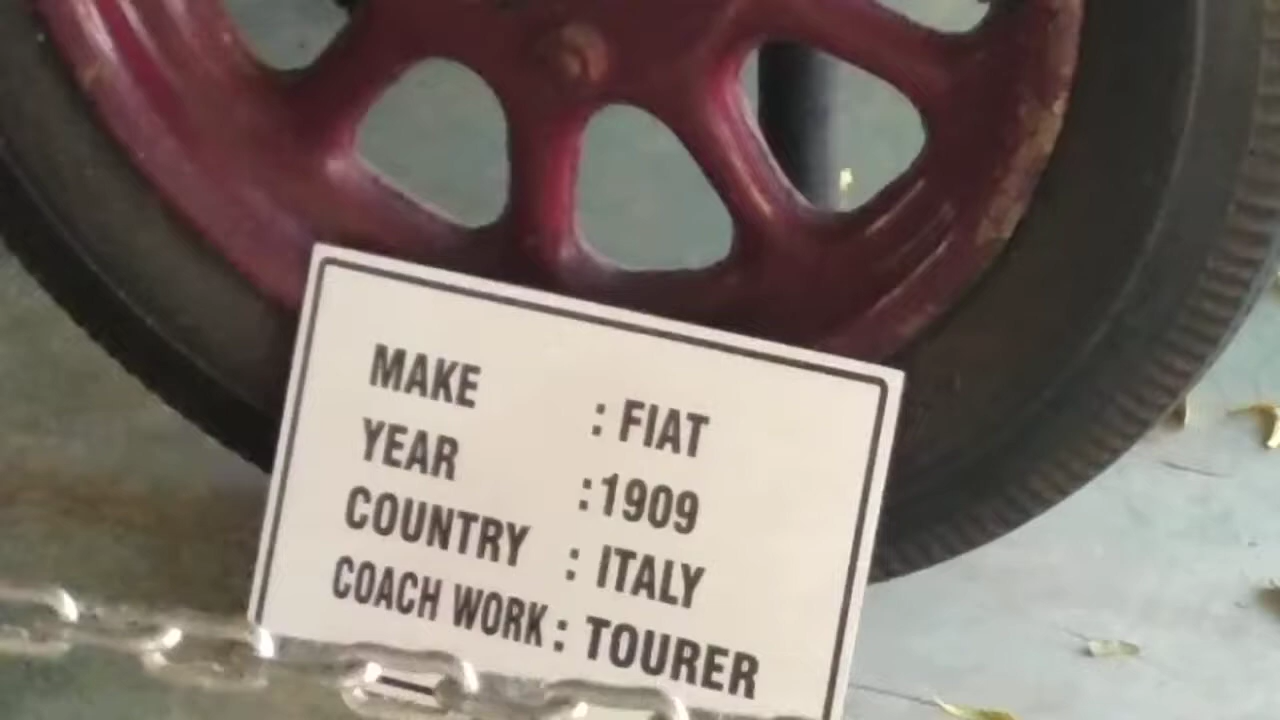 MAKE : FIAT
YEAR :1909
COUNTRY : ITALY
COACH WORK : TOURER